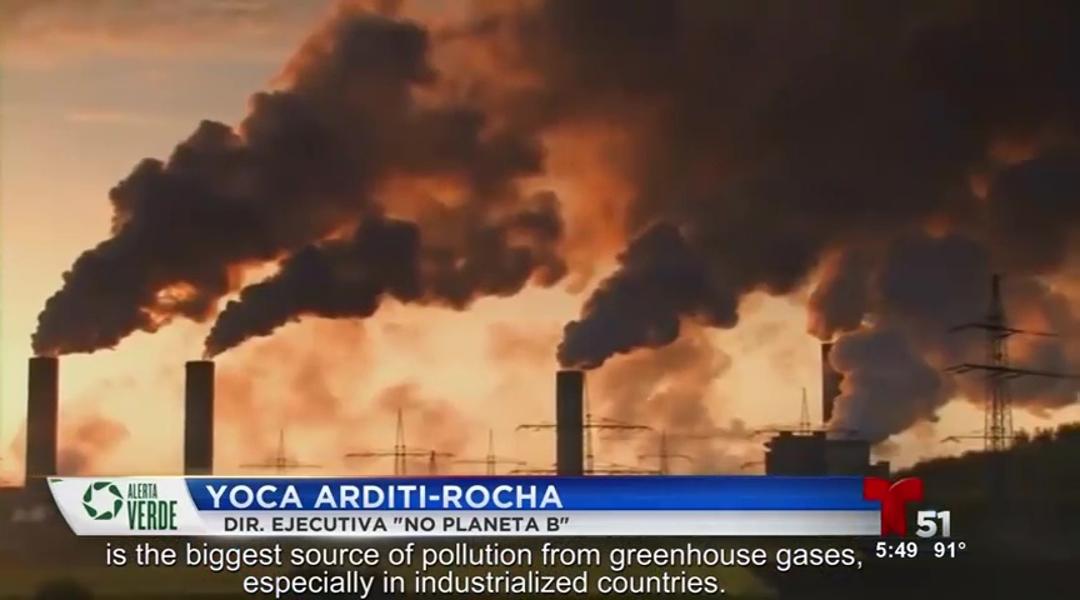 ALERTA
VERDE
YOCA ARDITI-ROCHA
DIR. EJECUTIVA "NO PLANETA B"
51
5:49 91°
is the biggest source of pollution from greenhouse gases,
especially in industrialized countries.